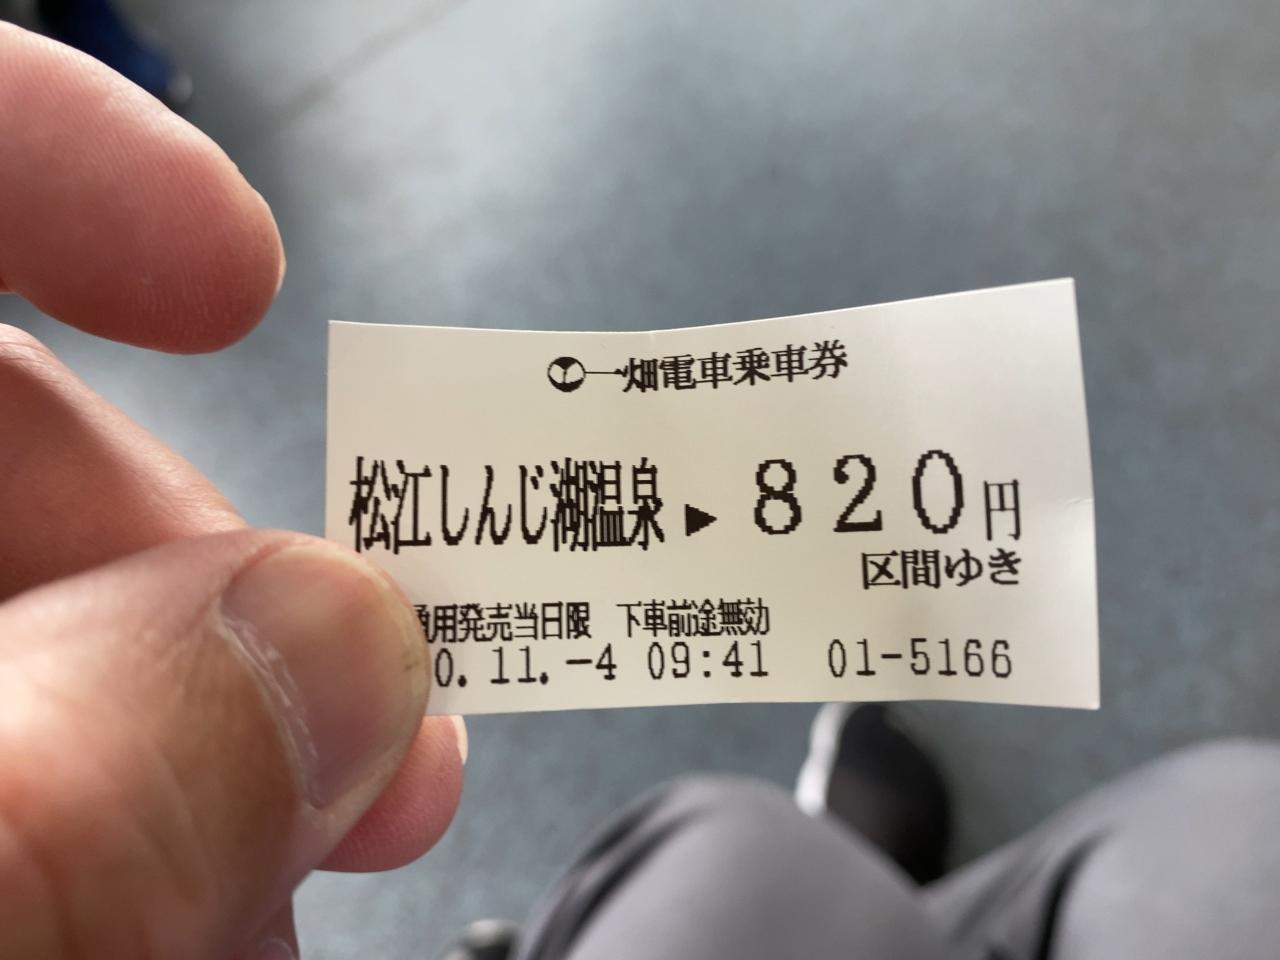 一畑電車乗車券
松江しんじ湖温泉▶820円
区間ゆき
通用発売当日限 下車前途無効
0.11.-4 09:41 01-5166